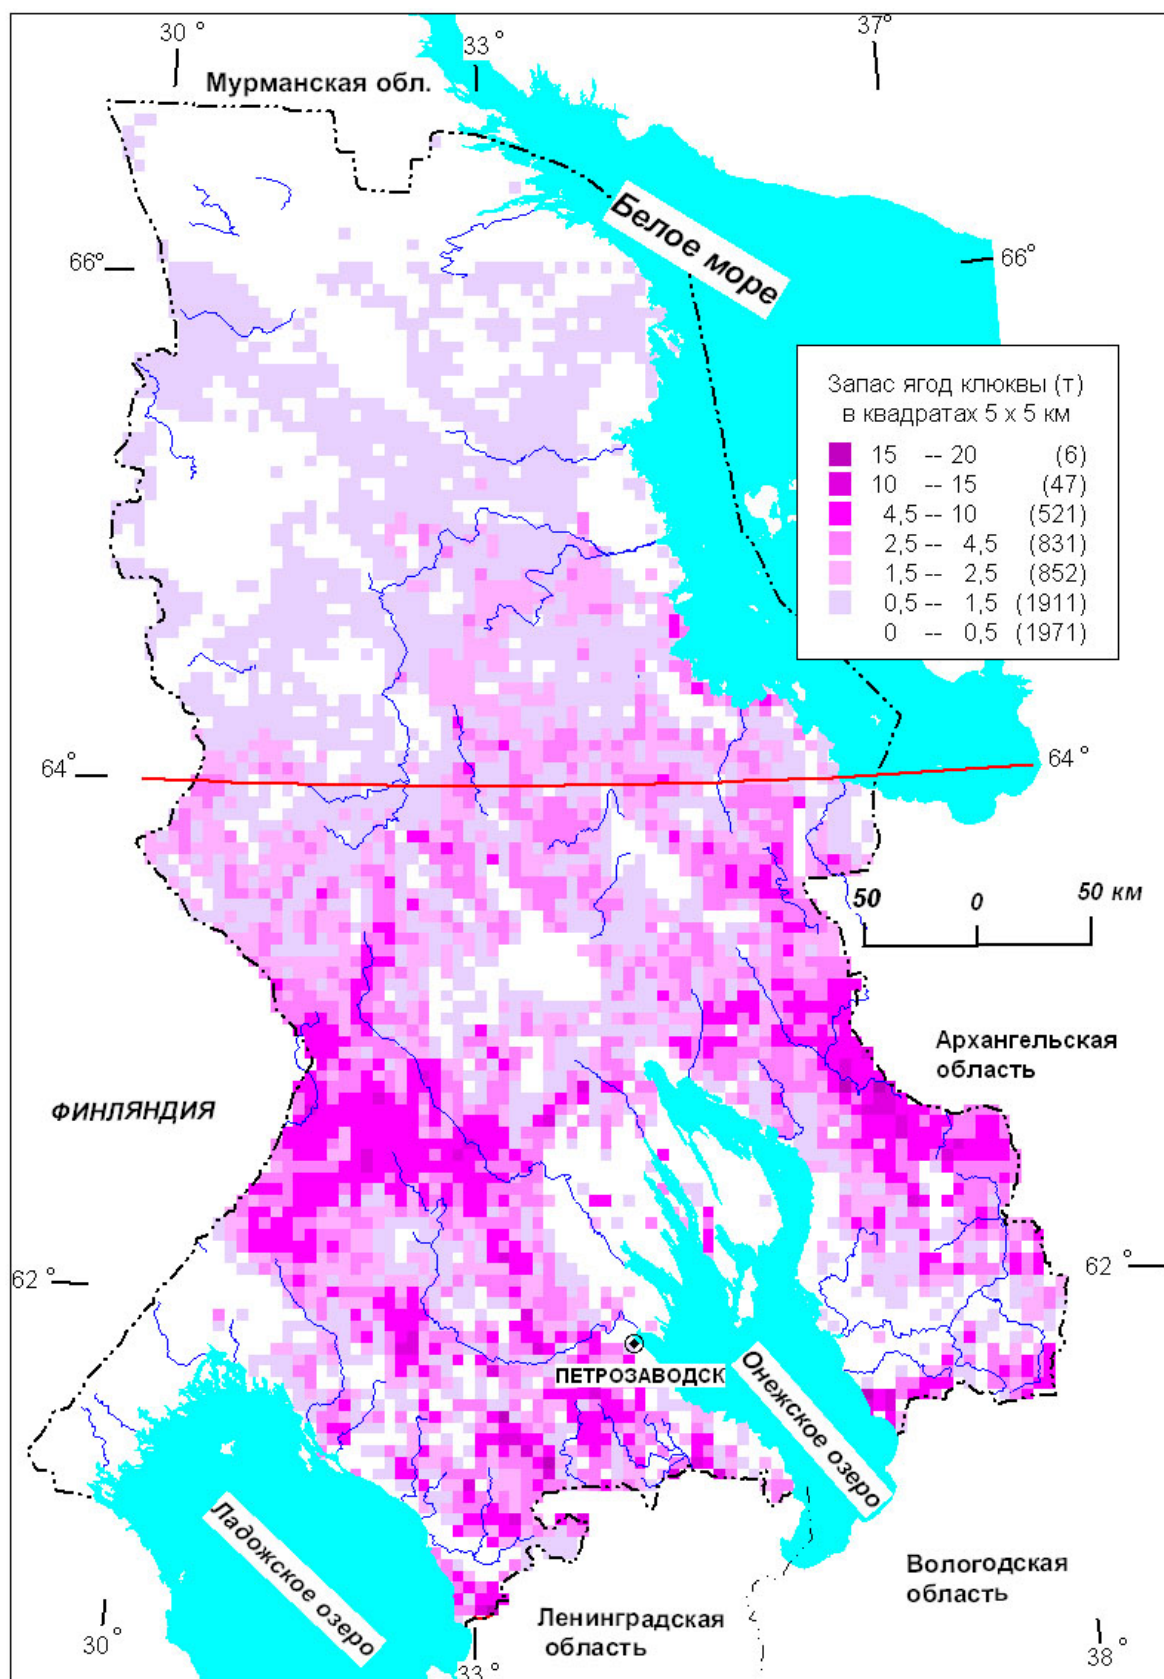 30 °
33 °
37°
Мурманская обл.
Белое море
66°
66°
Запас ягод клюквы (т)
в квадратах 5 х 5 км
15 -- 20 (6)
10 -- 15 (47)
4,5 -- 10 (521)
2,5 -- 4,5 (831)
1,5 -- 2,5 (852)
0,5 -- 1,5 (1911)
0 -- 0,5 (1971)
64°
64°
50 0 50 км
Архангельская
область
ФИНЛЯНДИЯ
62 °
62 °
ПЕТРОЗАВОДСК
Онежское озеро
Ладожское озеро
Вологодская
область
Ленинградская
область
30 °
33 °
38 °